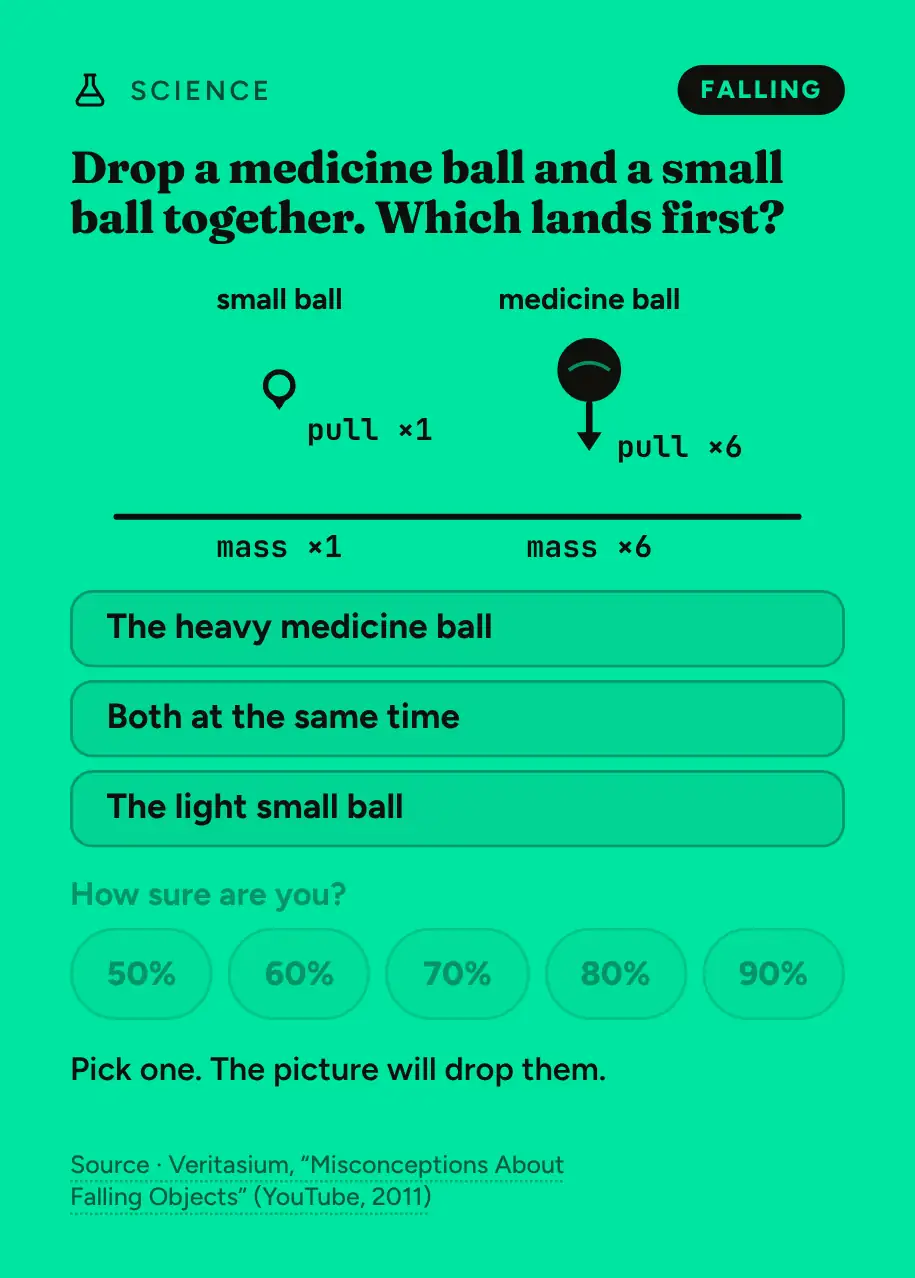 SCIENCE
FALLING
Drop a medicine ball and a small
ball together. Which lands first?
small ball
medicine ball
pull ×1
pull ×6
mass ×1
mass ×6
The heavy medicine ball
Both at the same time
The light small ball
How sure are you?
50%
60%
70%
80%
90%
Pick one. The picture will drop them.
Source · Veritasium, “Misconceptions About
Falling Objects” (YouTube, 2011)